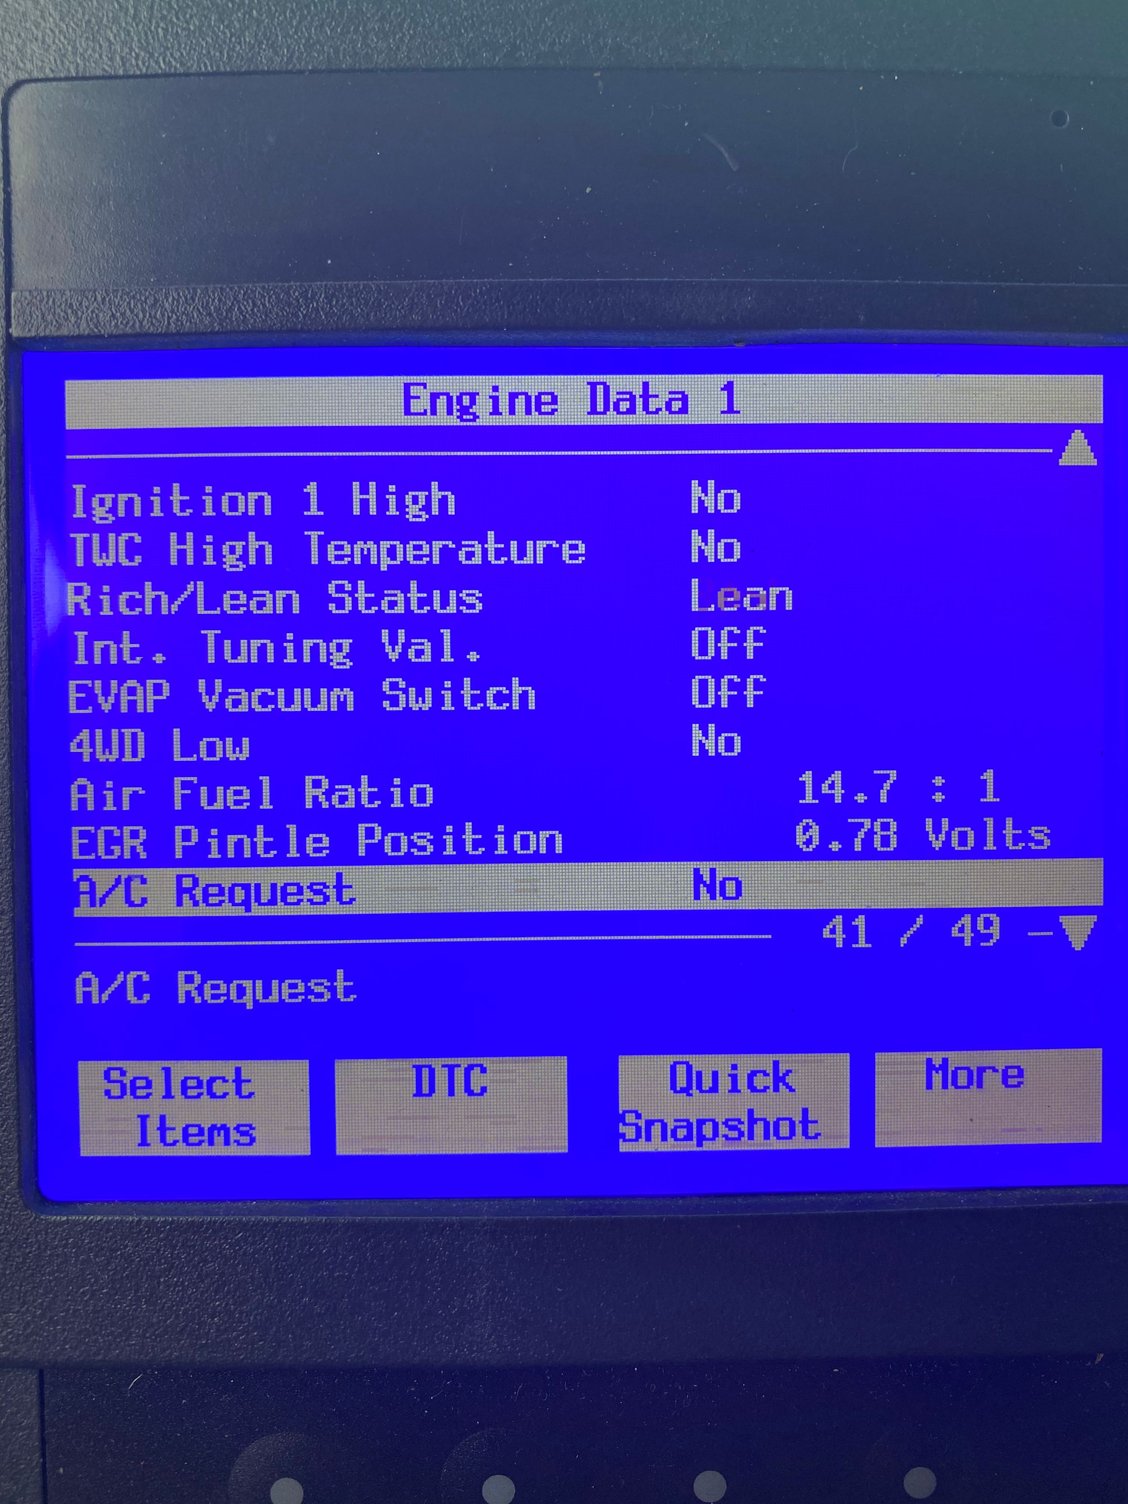 Engine Data 1
Ignition 1 High No
TWC High Temperature No
Rich/Lean Status Lean
Int. Tuning Val. Off
EVAP Vacuum Switch Off
4WD Low No
Air Fuel Ratio 14.7 : 1
EGR Pintle Position 0.78 Volts
A/C Request No
41 / 49
A/C Request
Select Items
DTC
Quick Snapshot
More